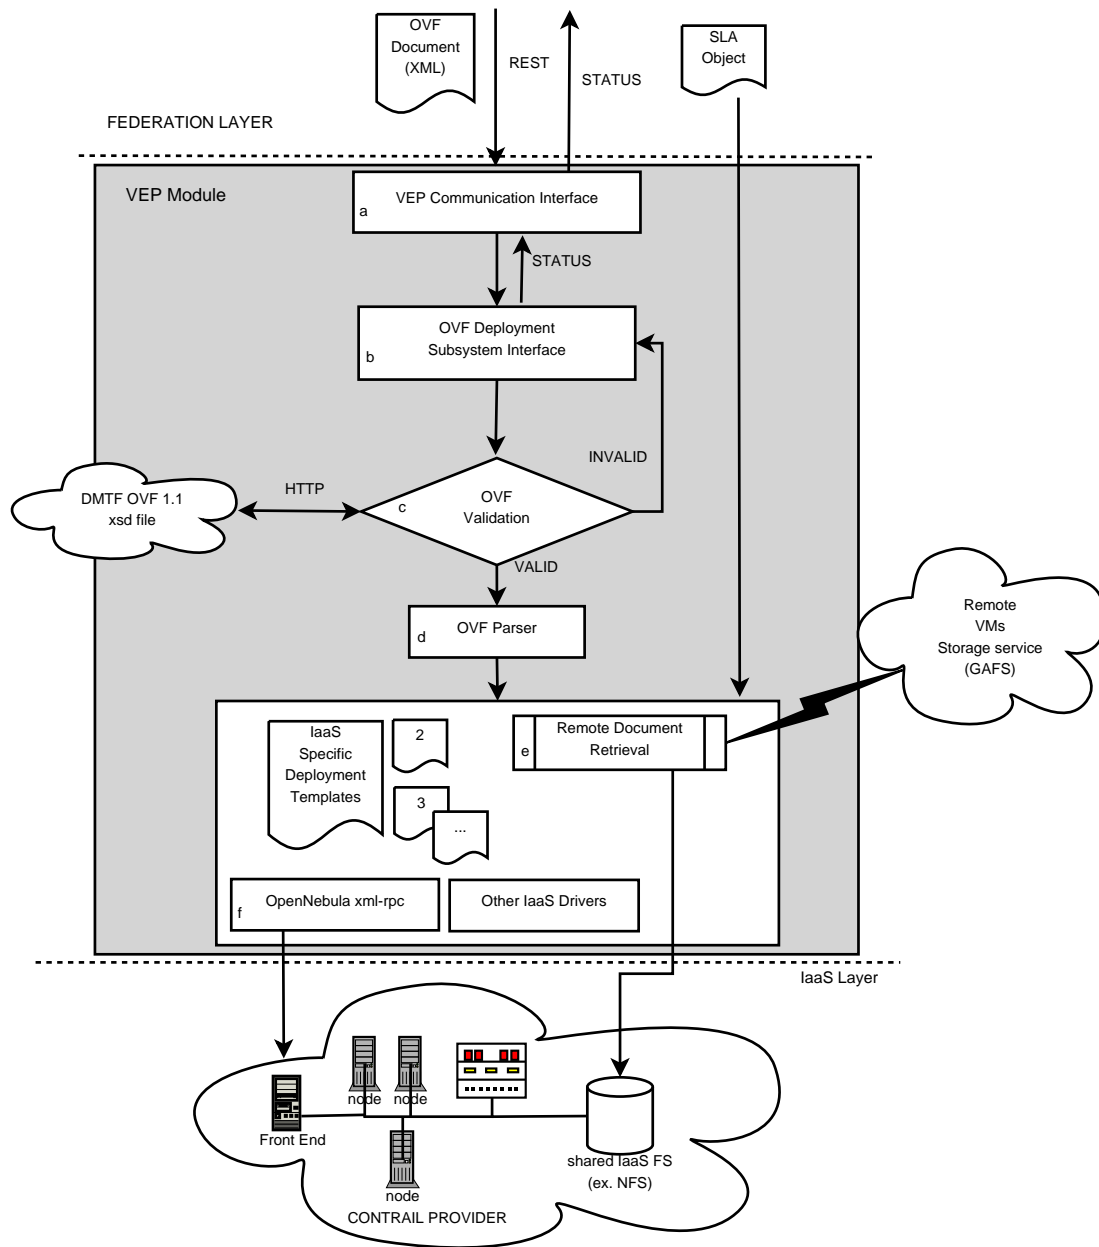 OVF
Document
(XML)
REST
STATUS
SLA
Object
FEDERATION LAYER
VEP Module
VEP Communication Interface
a
STATUS
OVF Deployment
Subsystem Interface
b
INVALID
DMTF OVF 1.1
xsd file
HTTP
OVF
Validation
c
VALID
OVF Parser
d
Remote
VMs
Storage service
(GAFS)
IaaS
Specific
Deployment
Templates
2
3
...
Remote Document
Retrieval
e
OpenNebula xml-rpc
f
Other IaaS Drivers
IaaS Layer
node
node
Front End
node
shared IaaS FS
(ex. NFS)
CONTRAIL PROVIDER